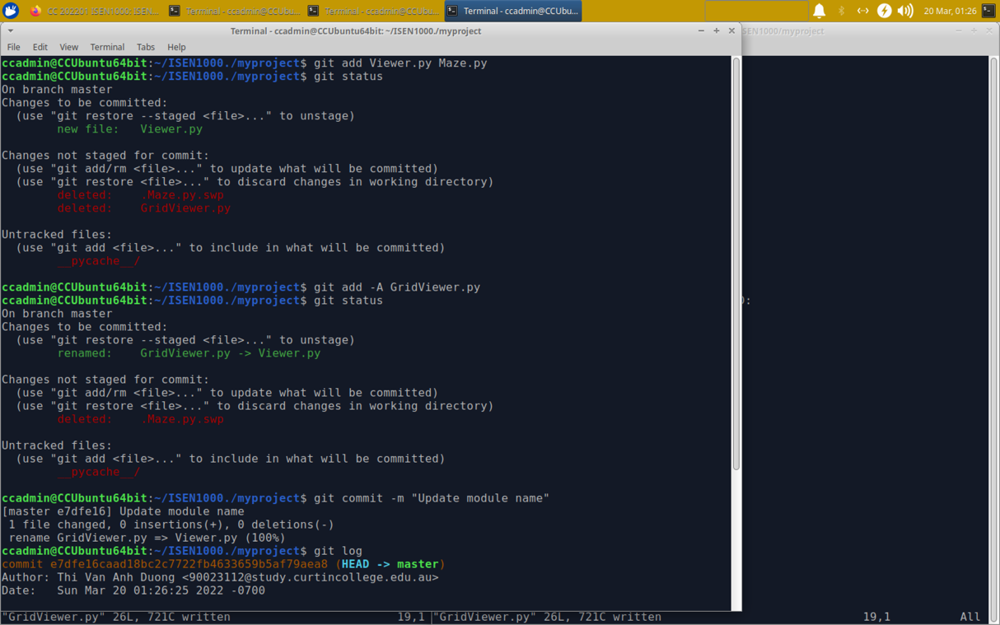 CC 202201 ISEN1000: ISEN...
Terminal - ccadmin@CCUbu...
Terminal - ccadmin@CCUbu...
Terminal - ccadmin@CCUbu...
20 Mar, 01:26
Terminal - ccadmin@CCUbuntu64bit: ~/ISEN1000./myproject
ISEN1000/myproject
File Edit View Terminal Tabs Help
ccadmin@CCUbuntu64bit:~/ISEN1000./myproject$ git add Viewer.py Maze.py
ccadmin@CCUbuntu64bit:~/ISEN1000./myproject$ git status
On branch master
Changes to be committed:
  (use "git restore --staged <file>..." to unstage)
        new file:   Viewer.py
Changes not staged for commit:
  (use "git add/rm <file>..." to update what will be committed)
  (use "git restore <file>..." to discard changes in working directory)
        deleted:    .Maze.py.swp
        deleted:    GridViewer.py
Untracked files:
  (use "git add <file>..." to include in what will be committed)
        __pycache__/
ccadmin@CCUbuntu64bit:~/ISEN1000./myproject$ git add -A GridViewer.py
ccadmin@CCUbuntu64bit:~/ISEN1000./myproject$ git status
):
On branch master
Changes to be committed:
  (use "git restore --staged <file>..." to unstage)
        renamed:    GridViewer.py -> Viewer.py
Changes not staged for commit:
  (use "git add/rm <file>..." to update what will be committed)
  (use "git restore <file>..." to discard changes in working directory)
        deleted:    .Maze.py.swp
Untracked files:
  (use "git add <file>..." to include in what will be committed)
        __pycache__/
ccadmin@CCUbuntu64bit:~/ISEN1000./myproject$ git commit -m "Update module name"
[master e7dfe16] Update module name
 1 file changed, 0 insertions(+), 0 deletions(-)
 rename GridViewer.py => Viewer.py (100%)
ccadmin@CCUbuntu64bit:~/ISEN1000./myproject$ git log
commit e7dfe16caad18bc2c7722fb4633659b5af79aea8 (HEAD -> master)
Author: Thi Van Anh Duong <90023112@study.curtincollege.edu.au>
Date:   Sun Mar 20 01:26:25 2022 -0700
"GridViewer.py" 26L, 721C written 19,1 "GridViewer.py" 26L, 721C written 19,1 All